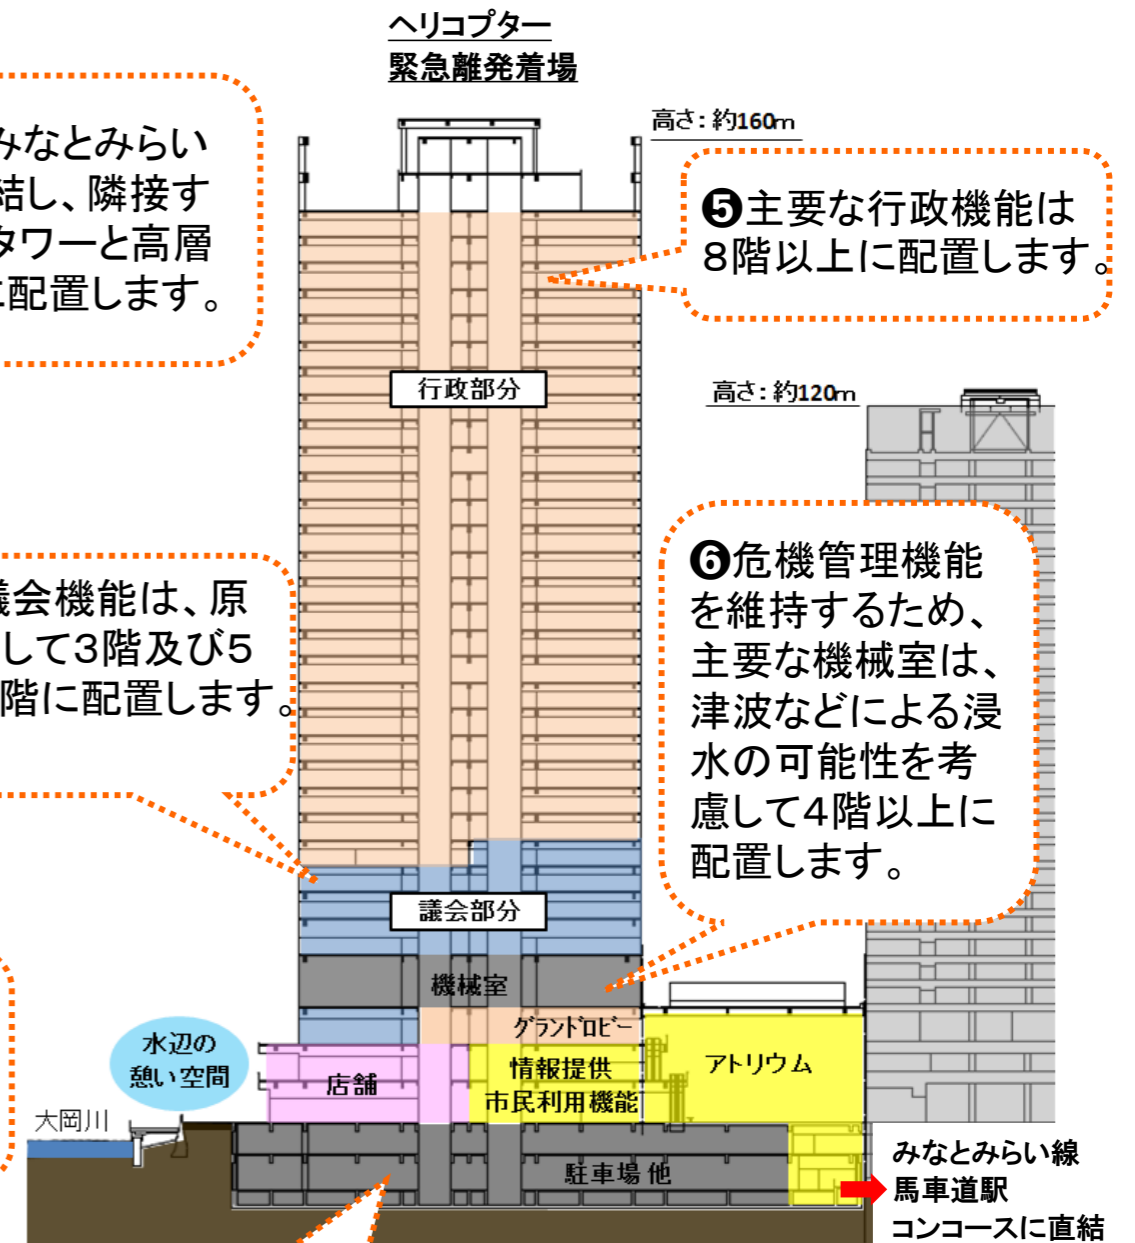 ヘリコプター
緊急離発着場
高さ：約160m
みなとみらい
結し、隣接す
タワーと高層
に配置します。
❺主要な行政機能は
8階以上に配置します。
行政部分
高さ：約120m
議会機能は、原
して3階及び5
階に配置します。
❻危機管理機能
を維持するため、
主要な機械室は、
津波などによる浸
水の可能性を考
慮して4階以上に
配置します。
議会部分
機械室
グランドロビー
水辺の
憩い空間
店舗
情報提供
市民利用機能
アトリウム
大岡川
駐車場他
みなとみらい線
馬車道駅
コンコースに直結